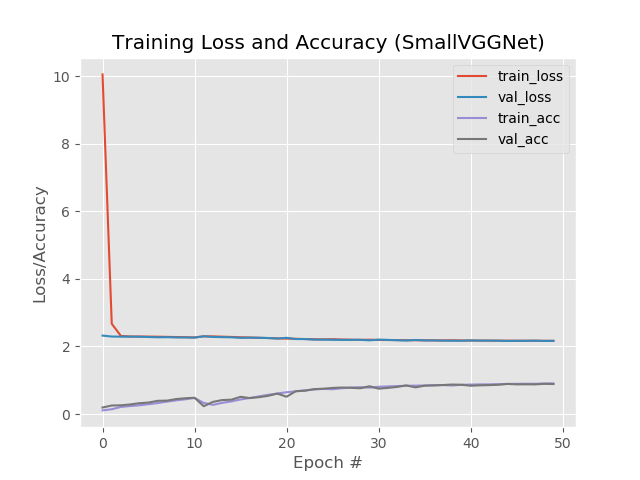 Training Loss and Accuracy (SmallVGGNet)
train_loss
val_loss
train_acc
val_acc
Loss/Accuracy
10
8
6
4
2
0
0 10 20 30 40 50
Epoch #